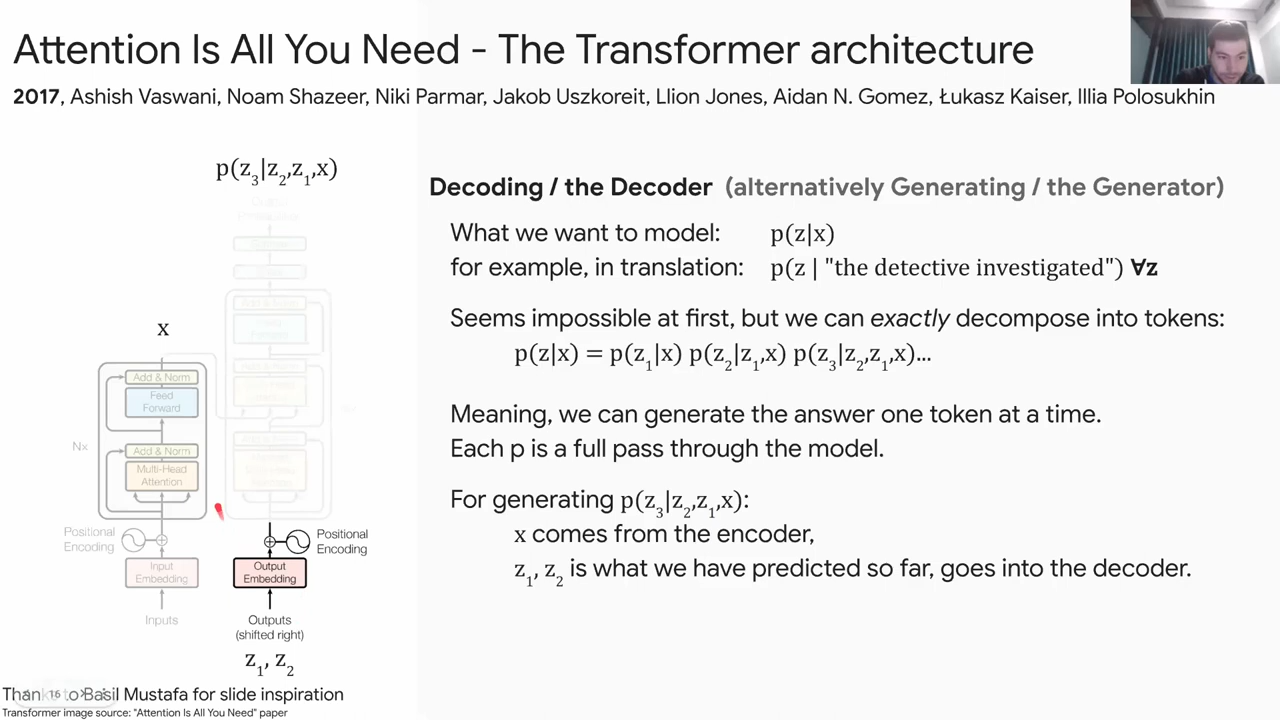 Attention Is All You Need - The Transformer architecture
2017, Ashish Vaswani, Noam Shazeer, Niki Parmar, Jakob Uszkoreit, Llion Jones, Aidan N. Gomez, Łukasz Kaiser, Illia Polosukhin
p(z₃|z₂,z₁,x)
x
Add & Norm
Feed
Forward
Nx
Add & Norm
Multi-Head
Attention
Positional
Encoding
Input
Embedding
Inputs
Add & Norm
Positional
Encoding
Output
Embedding
Outputs
(shifted right)
z₁, z₂
Decoding / the Decoder (alternatively Generating / the Generator)
What we want to model: p(z|x)
for example, in translation: p(z | "the detective investigated") ∀z
Seems impossible at first, but we can exactly decompose into tokens:
p(z|x) = p(z₁|x) p(z₂|z₁,x) p(z₃|z₂,z₁,x)...
Meaning, we can generate the answer one token at a time.
Each p is a full pass through the model.
For generating p(z₃|z₂,z₁,x):
x comes from the encoder,
z₁, z₂ is what we have predicted so far, goes into the decoder.
Thanks to Basil Mustafa for slide inspiration
16
Transformer image source: "Attention Is All You Need" paper